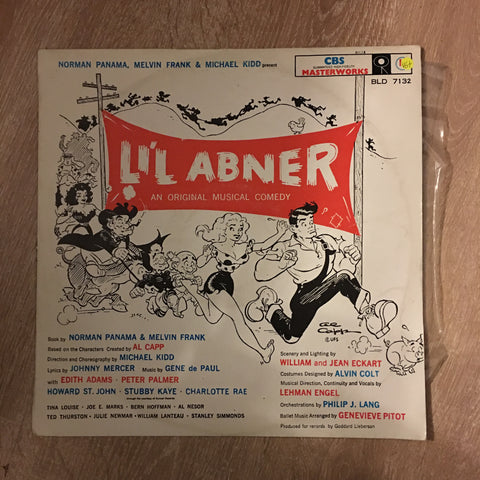 NORMAN PANAMA, MELVIN FRANK & MICHAEL KIDD present
CBS
MASTERWORKS
BLD 7132
LI'L ABNER
AN ORIGINAL MUSICAL COMEDY
AL CAPP
Book by NORMAN PANAMA & MELVIN FRANK
Based on the Characters Created by AL CAPP
Direction and Choreography by MICHAEL KIDD
Lyrics by JOHNNY MERCER Music by GENE de PAUL
with EDITH ADAMS · PETER PALMER
HOWARD ST. JOHN · STUBBY KAYE · CHARLOTTE RAE
TINA LOUISE · JOE E. MARKS · BERN HOFFMAN · AL NESOR
TED THURSTON · JULIE NEWMAR · WILLIAM LANTEAU · STANLEY SIMMONDS
Scenery and Lighting by
WILLIAM and JEAN ECKART
Costumes Designed by ALVIN COLT
Musical Direction, Continuity and Vocals by
LEHMAN ENGEL
Orchestrations by PHILIP J. LANG
Ballet Music Arranged by GENEVIEVE PITOT
Produced for records by Goddard Lieberson